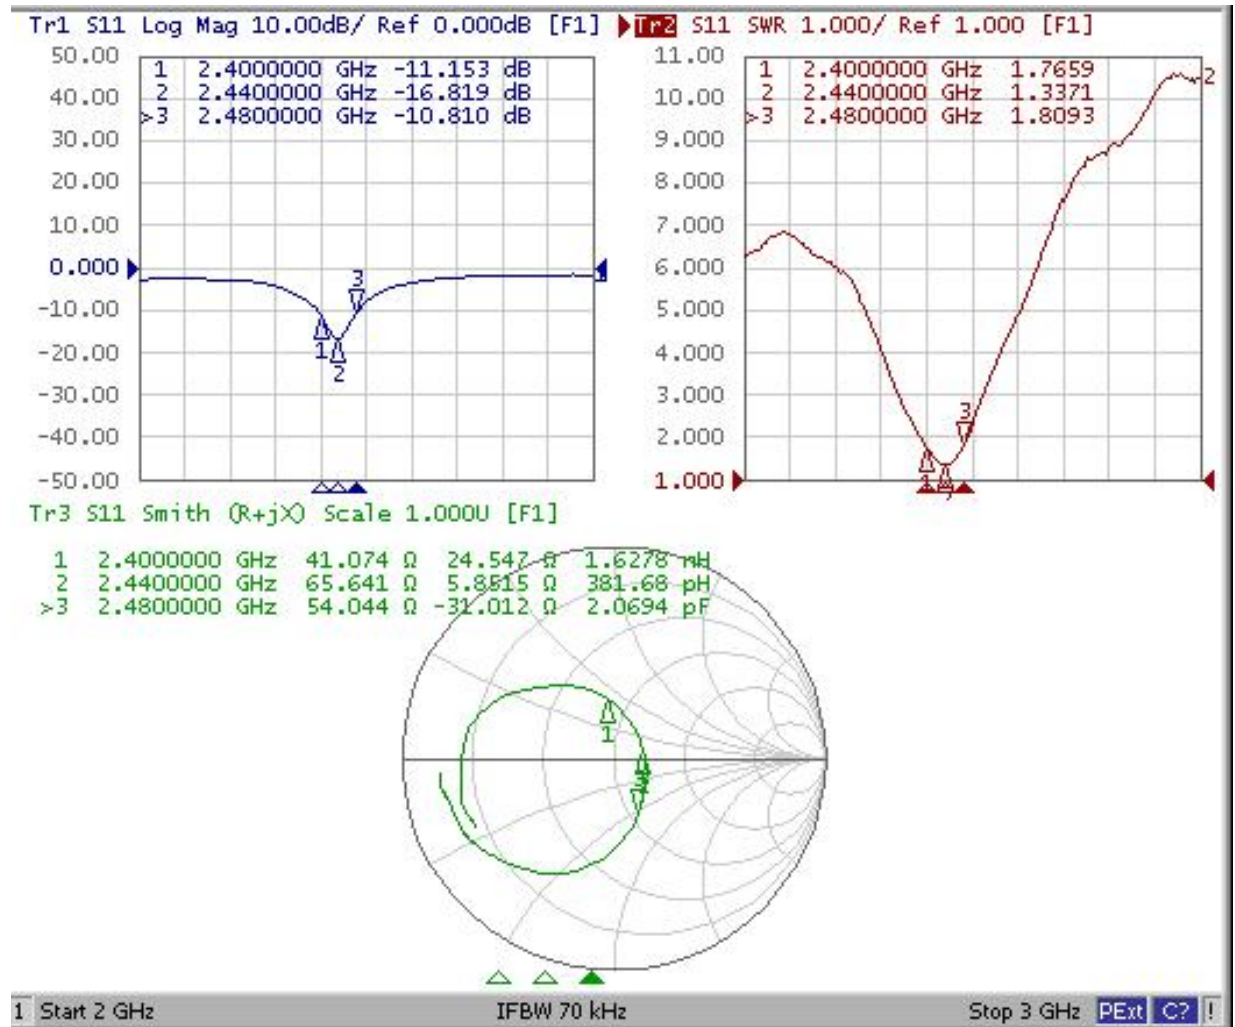 Tr1 S11 Log Mag 10.00dB/ Ref 0.000dB [F1]
50.00
40.00
30.00
20.00
10.00
0.000
-10.00
-20.00
-30.00
-40.00
-50.00
1 2.4000000 GHz -11.153 dB
2 2.4400000 GHz -16.819 dB
>3 2.4800000 GHz -10.810 dB
3
1
2
Tr2 S11 SWR 1.000/ Ref 1.000 [F1]
11.00
10.00
9.000
8.000
7.000
6.000
5.000
4.000
3.000
2.000
1.000
1 2.4000000 GHz 1.7659
2 2.4400000 GHz 1.3371
>3 2.4800000 GHz 1.8093
2
3
1
Tr3 S11 Smith (R+jX) Scale 1.000U [F1]
1 2.4000000 GHz 41.074 Ω 24.547 Ω 1.6278 nH
2 2.4400000 GHz 65.641 Ω 5.8515 Ω 381.68 pH
>3 2.4800000 GHz 54.044 Ω -31.012 Ω 2.0694 pF
1
1 Start 2 GHz IFBW 70 kHz Stop 3 GHz PExt C? !